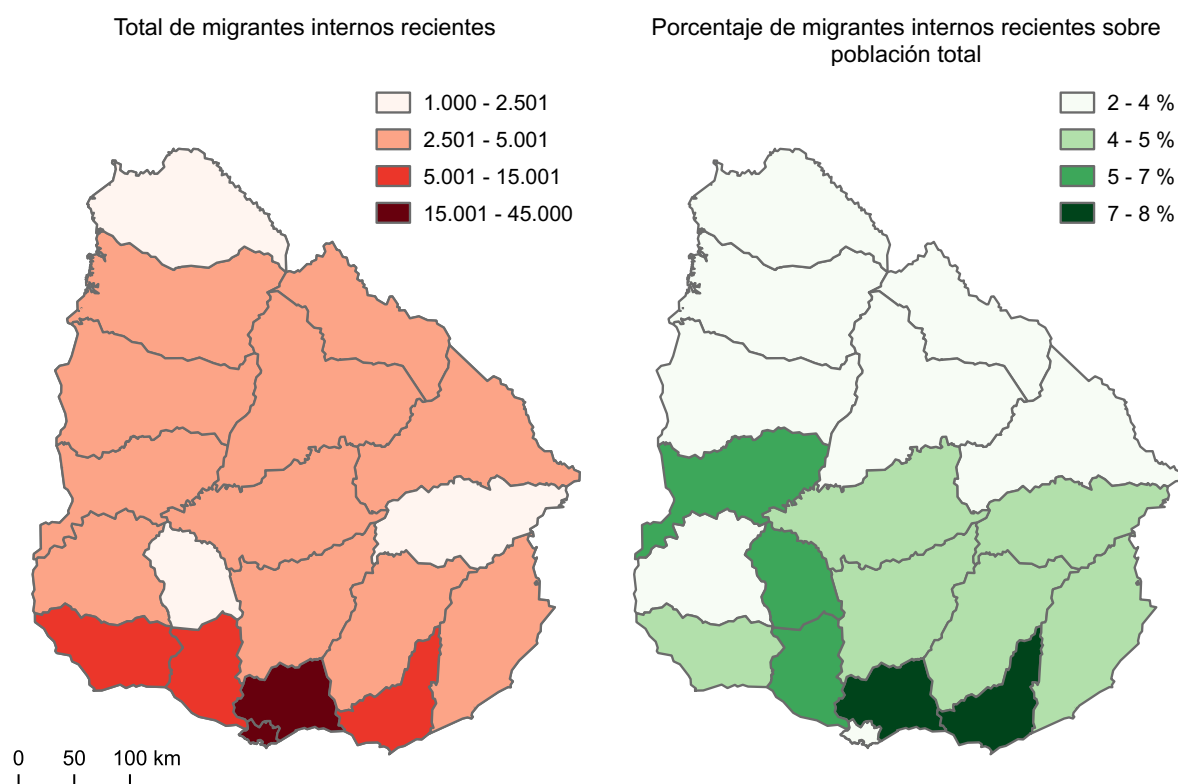 Total de migrantes internos recientes
1.000 - 2.501
2.501 - 5.001
5.001 - 15.001
15.001 - 45.000
Porcentaje de migrantes internos recientes sobre
población total
2 - 4 %
4 - 5 %
5 - 7 %
7 - 8 %
0 50 100 km